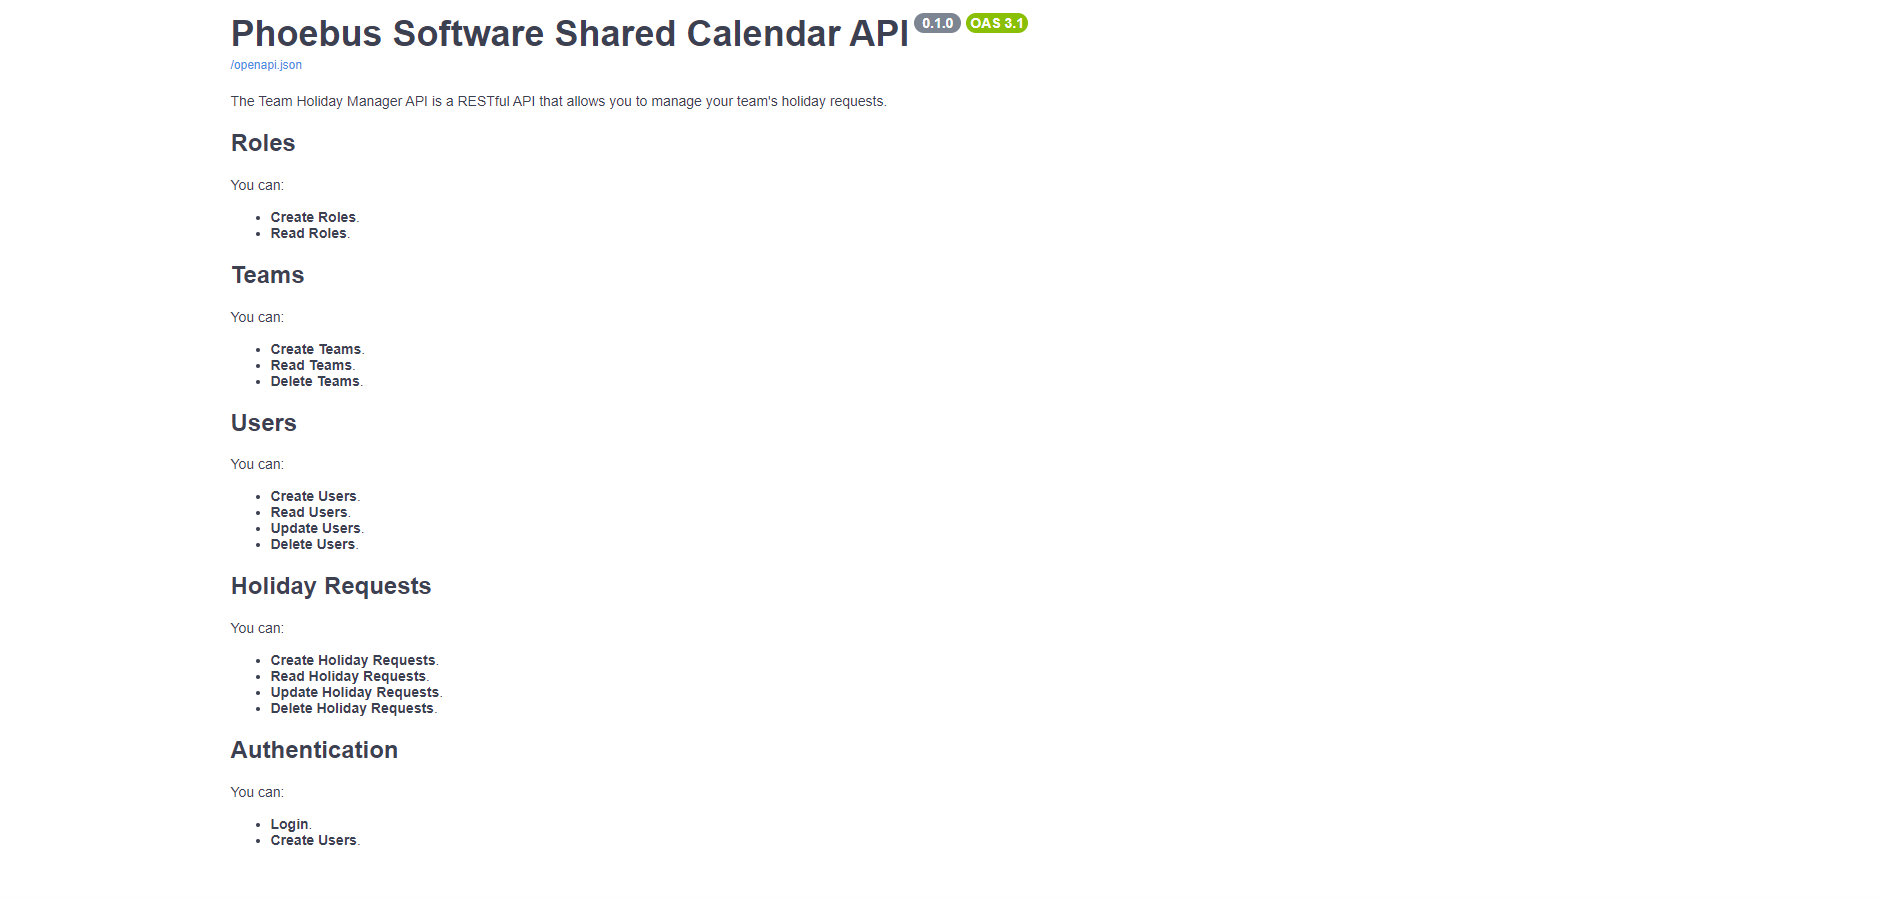 Phoebus Software Shared Calendar API 0.1.0 OAS 3.1
/openapi.json
The Team Holiday Manager API is a RESTful API that allows you to manage your team's holiday requests.
Roles
You can:
• Create Roles.
• Read Roles.
Teams
You can:
• Create Teams.
• Read Teams.
• Delete Teams.
Users
You can:
• Create Users.
• Read Users.
• Update Users.
• Delete Users.
Holiday Requests
You can:
• Create Holiday Requests.
• Read Holiday Requests.
• Update Holiday Requests.
• Delete Holiday Requests.
Authentication
You can:
• Login.
• Create Users.